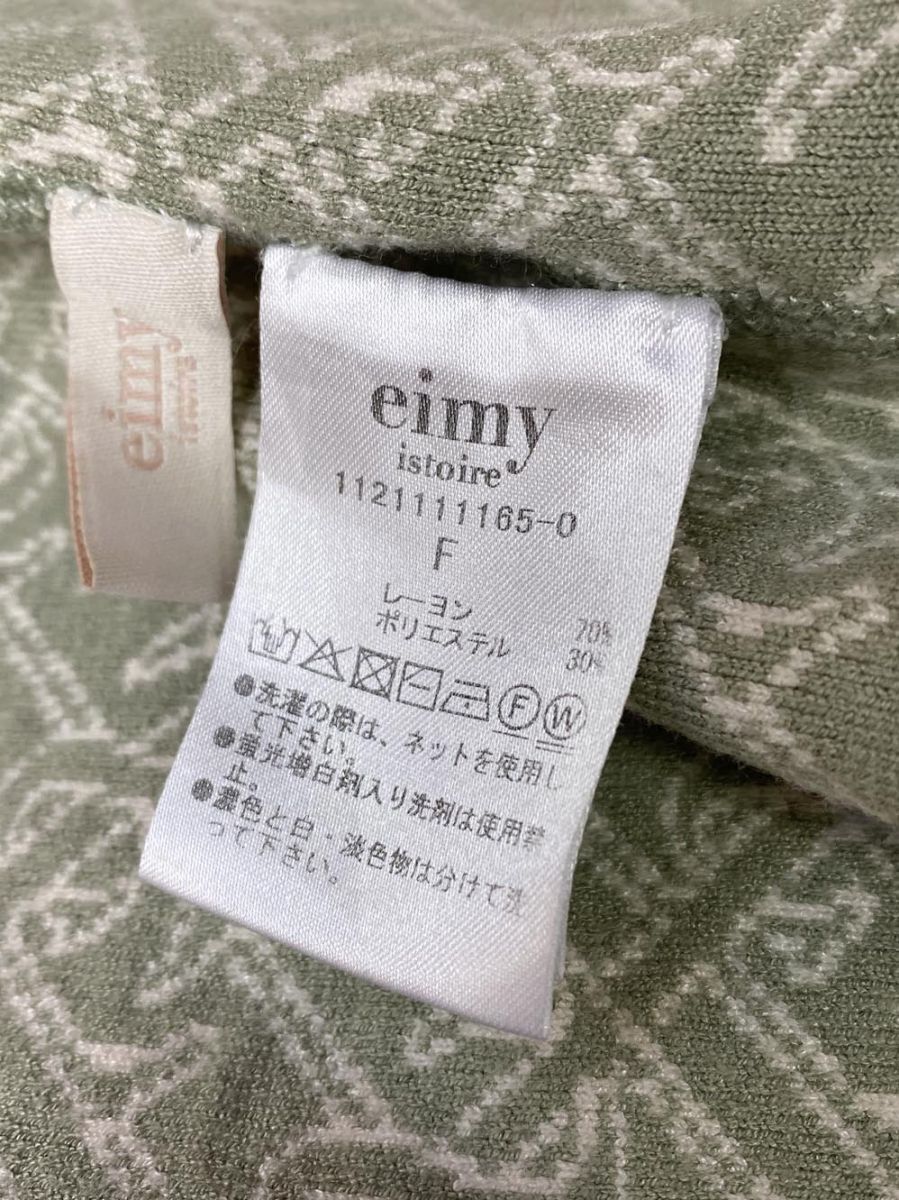 eimy
istoire
eimy
istoire®
1121111165-0
F
レーヨン 70%
ポリエステル 30%
F W
●洗濯の際は、ネットを使用し
て下さい。
●蛍光増白剤入り洗剤は使用禁
止。
●濃色と白・淡色物は分けて洗
って下さい。